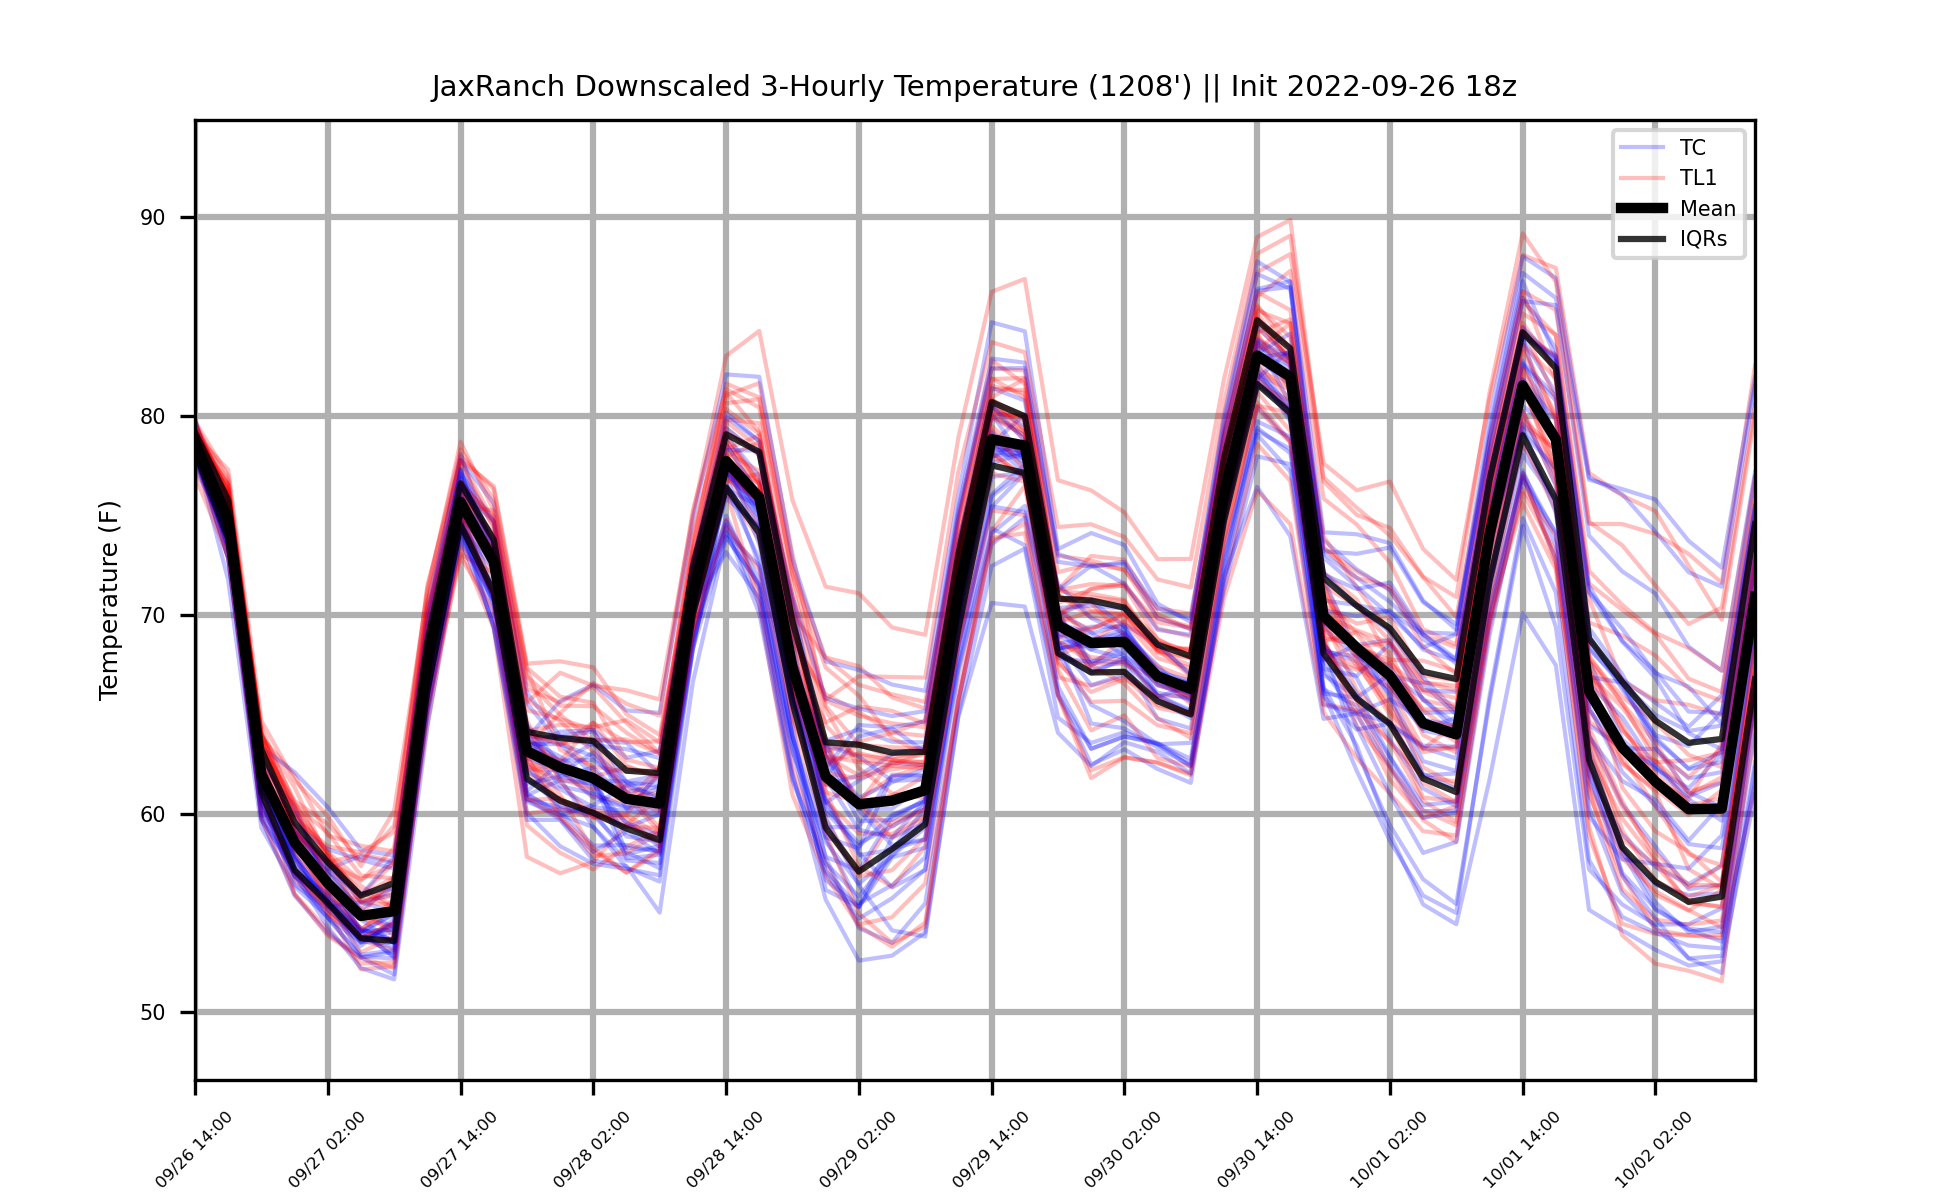 JaxRanch Downscaled 3-Hourly Temperature (1208') || Init 2022-09-26 18z
TC
TL1
Mean
IQRs
Temperature (F)
90
80
70
60
50
09/26 14:00
09/27 02:00
09/27 14:00
09/28 02:00
09/28 14:00
09/29 02:00
09/29 14:00
09/30 02:00
09/30 14:00
10/01 02:00
10/01 14:00
10/02 02:00